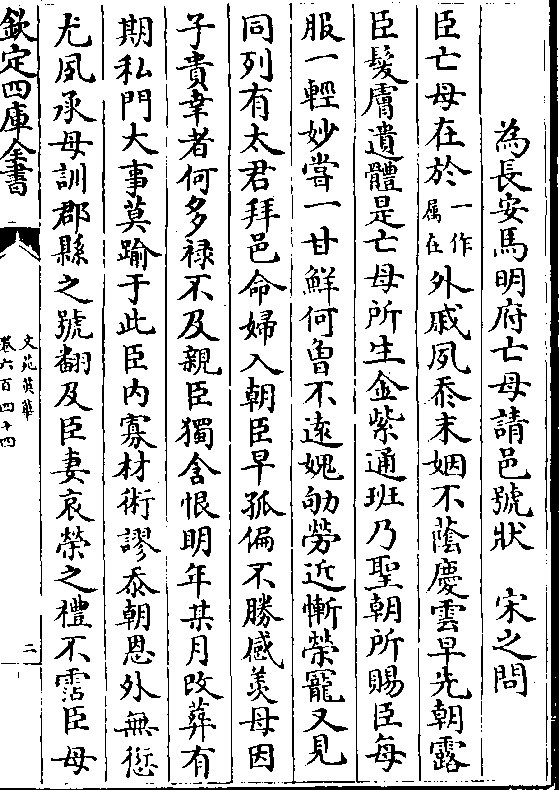 為長安馬明府亡母請邑號狀　宋之問
臣亡母在於一作属在外戚夙忝末姻不蔭慶雲早先朝露
臣髮膚遺體是亡母所生金紫通班乃聖朝所賜臣每
服一輕妙嘗一甘鮮何曾不遠媿劬勞近慚榮寵又見
同列有太君拜邑命婦入朝臣早孤偏不勝感羡母因
子貴幸者何多禄不及親臣獨含恨明年某月改葬有
期私門大事莫踰于此臣内寡材術謬忝朝恩外無愆
尤夙承母訓郡縣之號翻及臣妻哀榮之禮不霑臣母
欽定四庫全書
文苑英華
卷六百四十四
二